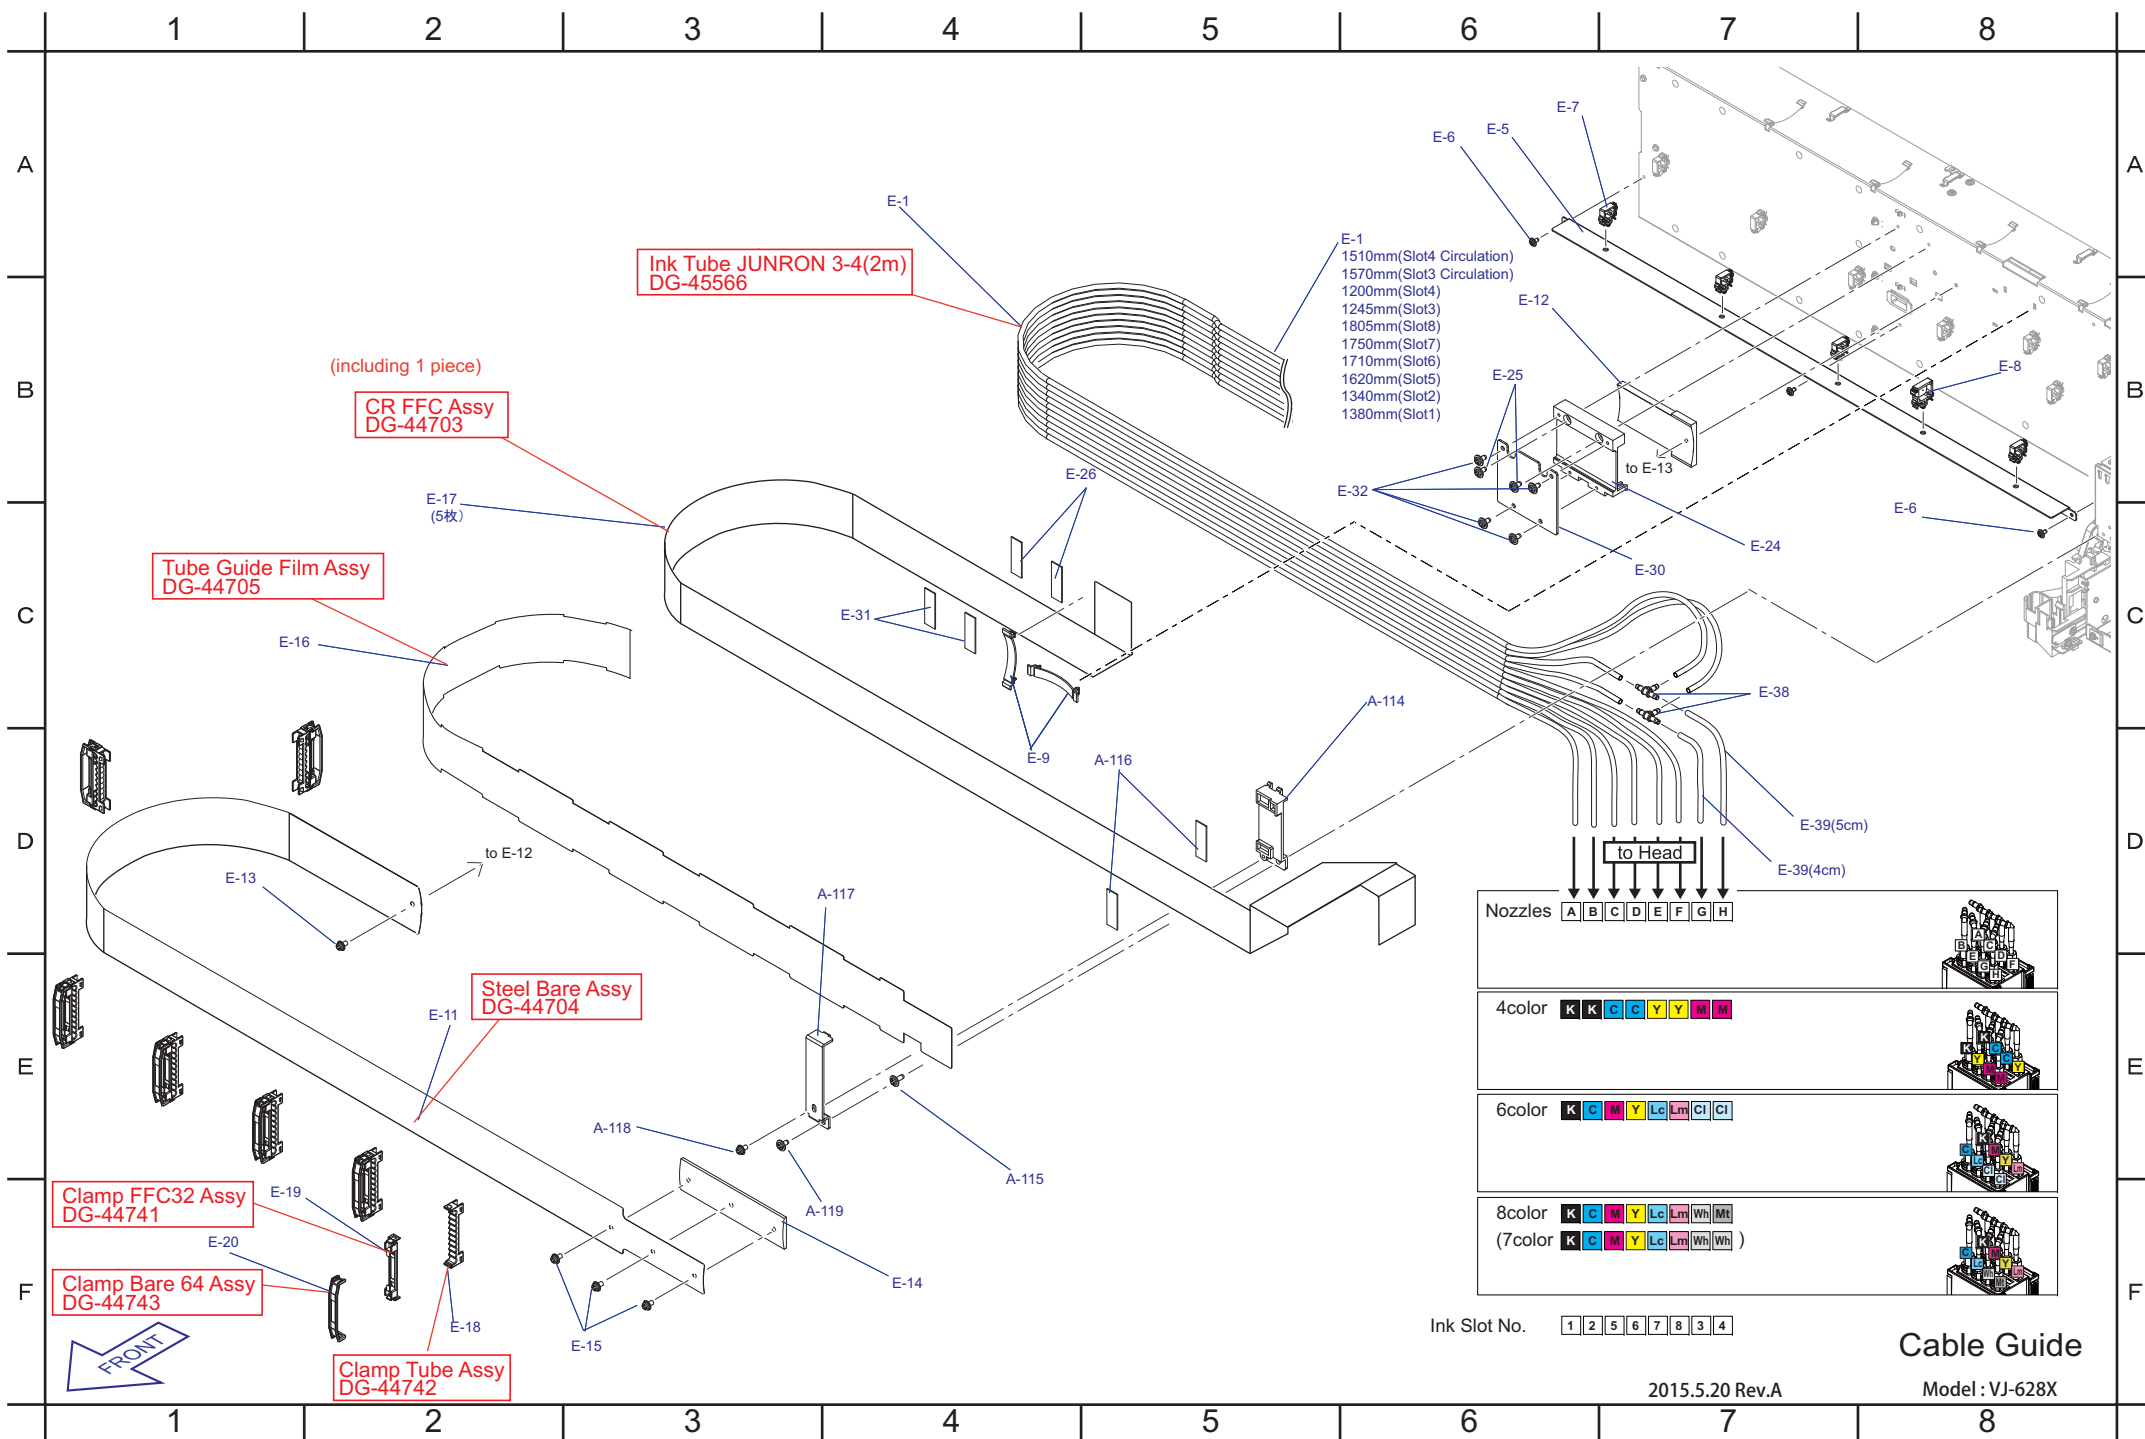 1 2 3 4 5 6 7 8
A A
B B
C C
D D
E E
F F
E-7
E-6
E-5
E-1
Ink Tube JUNRON 3-4(2m)
DG-45566
E-1
1510mm(Slot4 Circulation)
1570mm(Slot3 Circulation)
1200mm(Slot4)
1245mm(Slot3)
1805mm(Slot8)
1750mm(Slot7)
1710mm(Slot6)
1620mm(Slot5)
1340mm(Slot2)
1380mm(Slot1)
E-12
E-25
E-8
(including 1 piece)
CR FFC Assy
DG-44703
to E-13
E-26
E-32
E-17
(5枚)
E-6
E-24
E-30
Tube Guide Film Assy
DG-44705
E-31
E-16
E-38
A-114
E-9
A-116
E-39(5cm)
to E-12
to Head
E-39(4cm)
E-13
A-117
Nozzles A B C D E F G H
A
B C
E D
G F
H
Steel Bare Assy
DG-44704
E-11
4color K K C C Y Y M M
K
K C
Y C
M Y
M
A-118
6color K C M Y Lc Lm Cl Cl
K
C M
Lc Y
Cl Lm
Cl
A-115
A-119
Clamp FFC32 Assy
DG-44741
E-19
E-20
8color K C M Y Lc Lm Wh Mt
(7color K C M Y Lc Lm Wh Wh )
K
C M
Lc Y
Wh Lm
Mt
Clamp Bare 64 Assy
DG-44743
E-14
E-18
E-15
Ink Slot No. 1 2 5 6 7 8 3 4
FRONT
Clamp Tube Assy
DG-44742
Cable Guide
2015.5.20 Rev.A
Model : VJ-628X
1 2 3 4 5 6 7 8